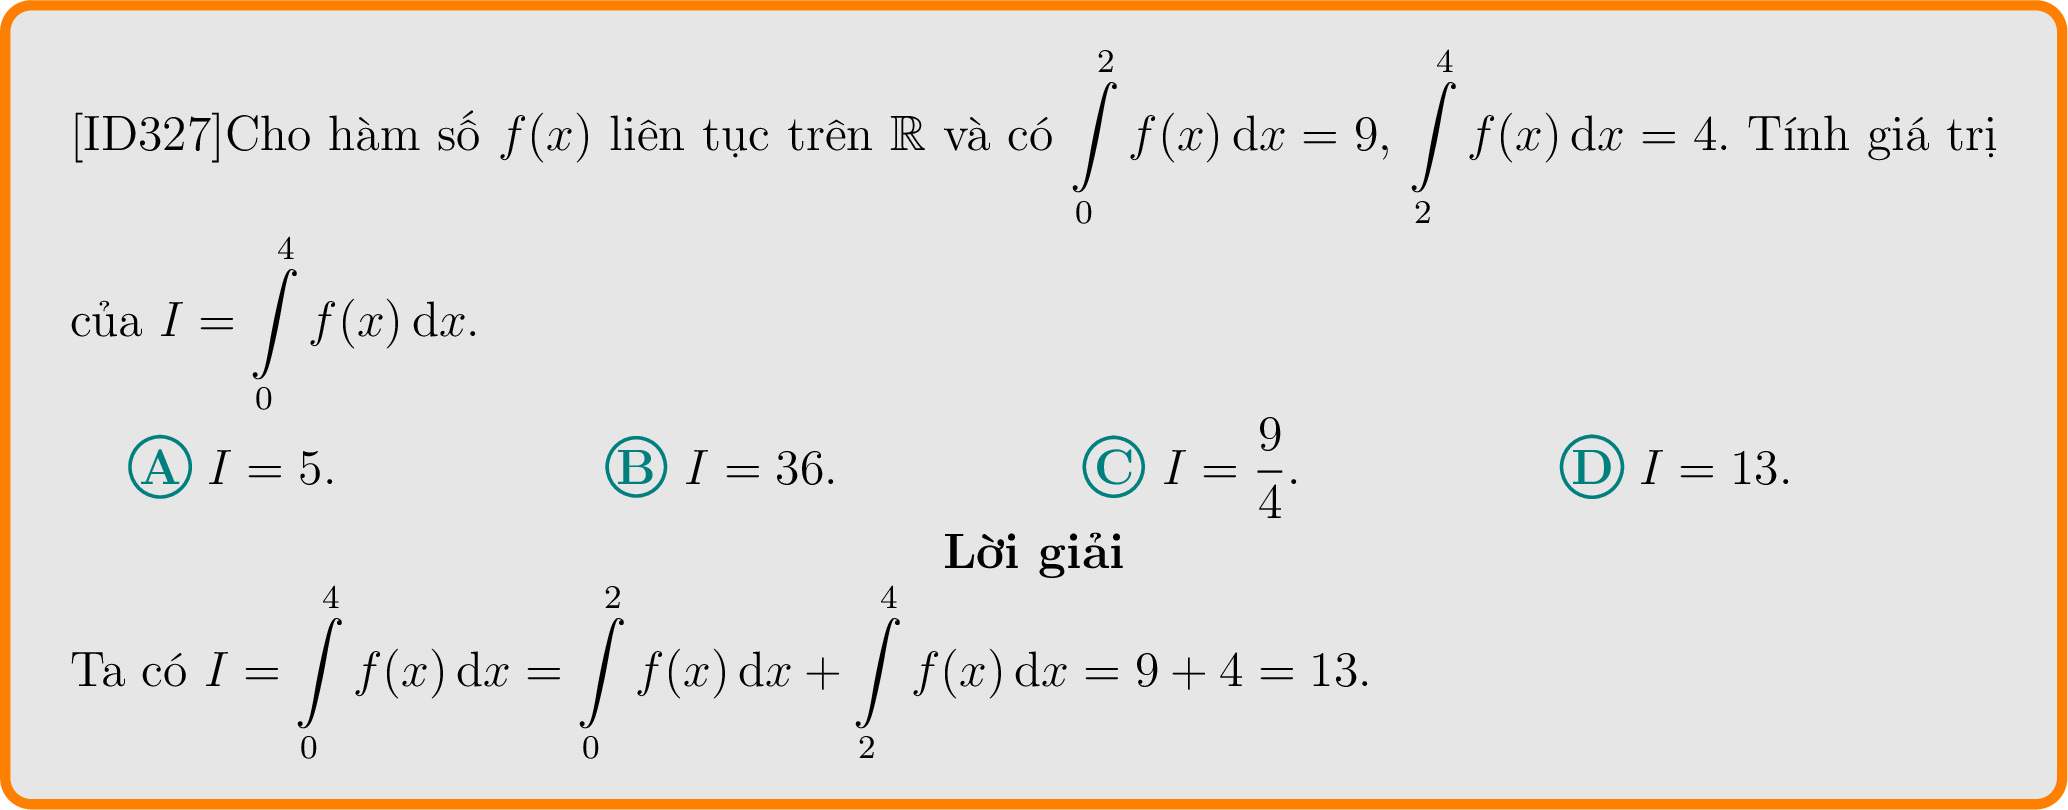 [ID327]Cho hàm số $f(x)$ liên tục trên $\mathbb{R}$ và có $\int\limits_0^2 f(x)\,\mathrm{d}x = 9$, $\int\limits_2^4 f(x)\,\mathrm{d}x = 4$. Tính giá trị
của $I = \int\limits_0^4 f(x)\,\mathrm{d}x$.
A $I = 5$. B $I = 36$. C $I = \dfrac{9}{4}$. D $I = 13$.
Lời giải
Ta có $I = \int\limits_0^4 f(x)\,\mathrm{d}x = \int\limits_0^2 f(x)\,\mathrm{d}x + \int\limits_2^4 f(x)\,\mathrm{d}x = 9 + 4 = 13$.